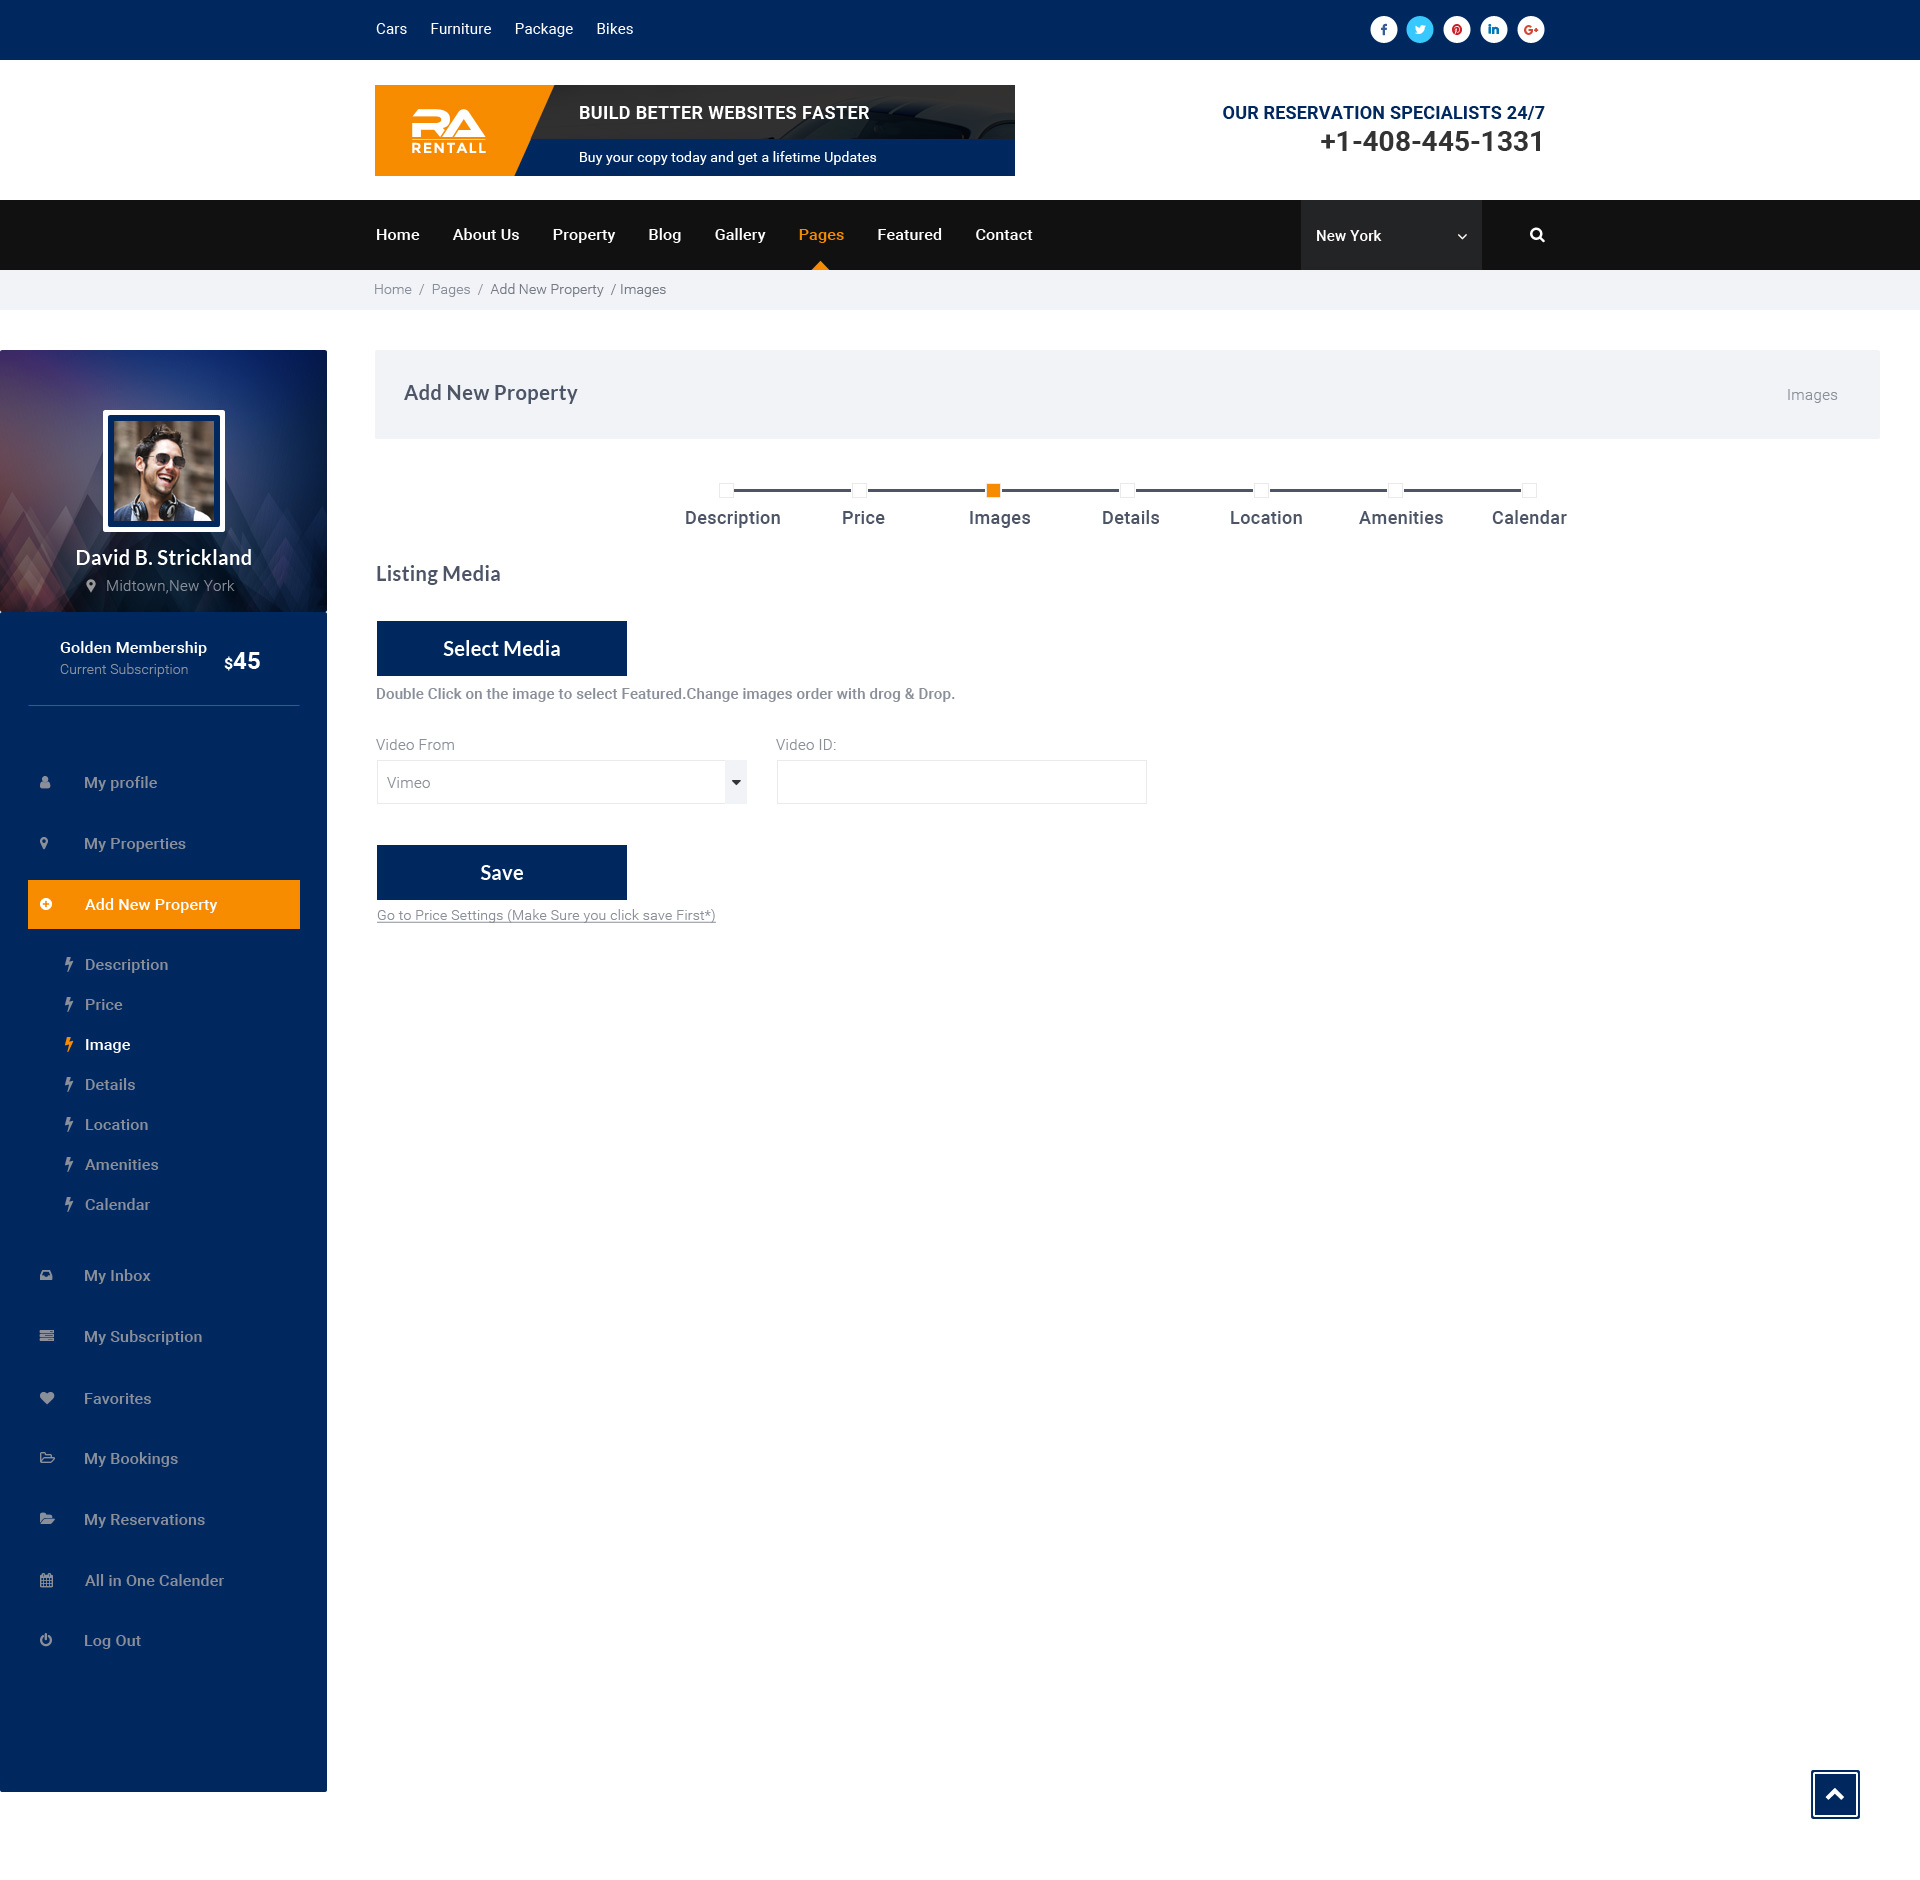 Cars Furniture Package Bikes
RA
RENTALL
BUILD BETTER WEBSITES FASTER
Buy your copy today and get a lifetime Updates
OUR RESERVATION SPECIALISTS 24/7
+1-408-445-1331
Home About Us Property Blog Gallery Pages Featured Contact New York
Home / Pages / Add New Property / Images
David B. Strickland
Midtown,New York
Golden Membership
Current Subscription
$45
My profile
My Properties
Add New Property
Description
Price
Image
Details
Location
Amenities
Calendar
My Inbox
My Subscription
Favorites
My Bookings
My Reservations
All in One Calender
Log Out
Add New Property
Images
Description Price Images Details Location Amenities Calendar
Listing Media
Select Media
Double Click on the image to select Featured.Change images order with drog & Drop.
Video From Video ID:
Vimeo
Save
Go to Price Settings (Make Sure you click save First*)